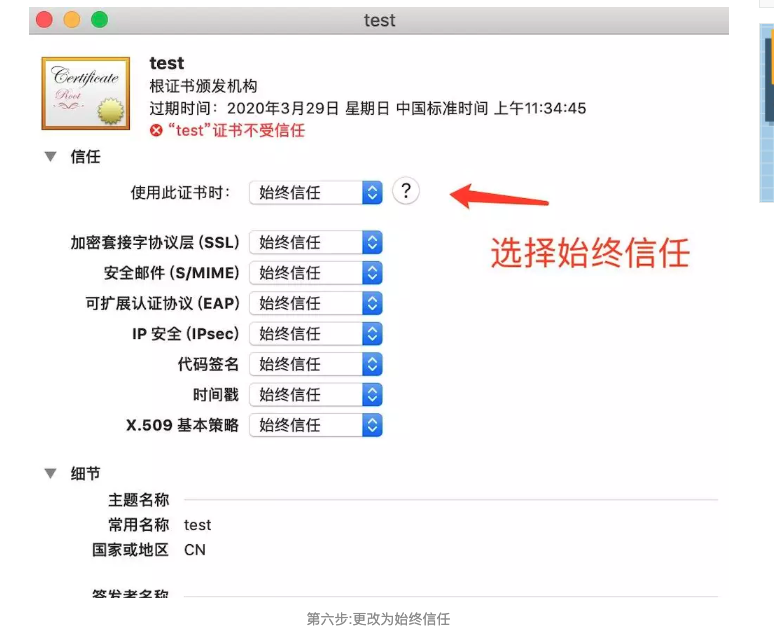 test
Certificate
Root
test
根证书颁发机构
过期时间：2020年3月29日 星期日 中国标准时间 上午11:34:45
“test”证书不受信任
信任
使用此证书时： 始终信任 ?
选择始终信任
加密套接字协议层 (SSL) 始终信任
安全邮件 (S/MIME) 始终信任
可扩展认证协议 (EAP) 始终信任
IP 安全 (IPsec) 始终信任
代码签名 始终信任
时间戳 始终信任
X.509 基本策略 始终信任
细节
主题名称
常用名称 test
国家或地区 CN
签发者名称
第六步:更改为始终信任